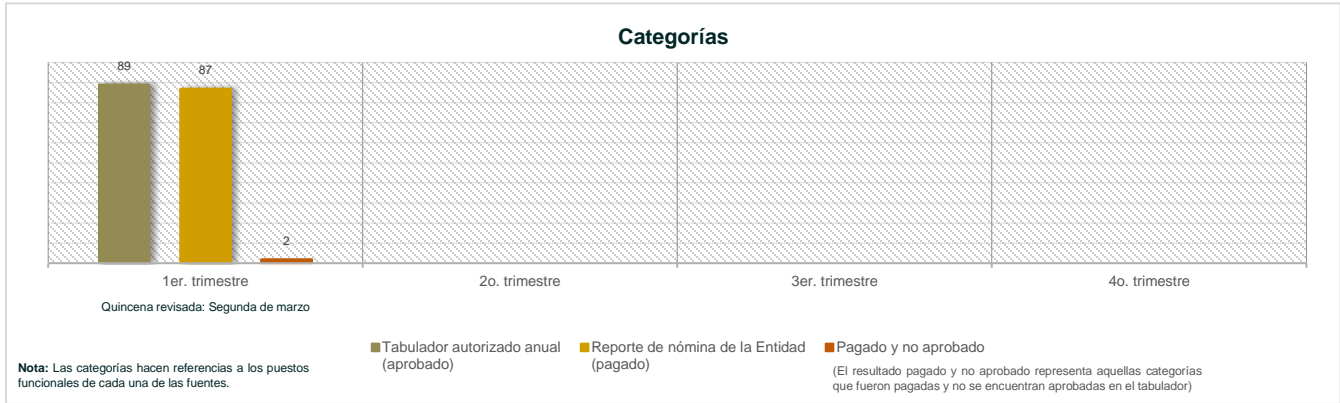 Categorías
89
87
2
1er. trimestre
2o. trimestre
3er. trimestre
4o. trimestre
Quincena revisada: Segunda de marzo
Tabulador autorizado anual
(aprobado)
Reporte de nómina de la Entidad
(pagado)
Pagado y no aprobado
(El resultado pagado y no aprobado representa aquellas categorías
que fueron pagadas y no se encuentran aprobadas en el tabulador)
Nota: Las categorías hacen referencias a los puestos
funcionales de cada una de las fuentes.